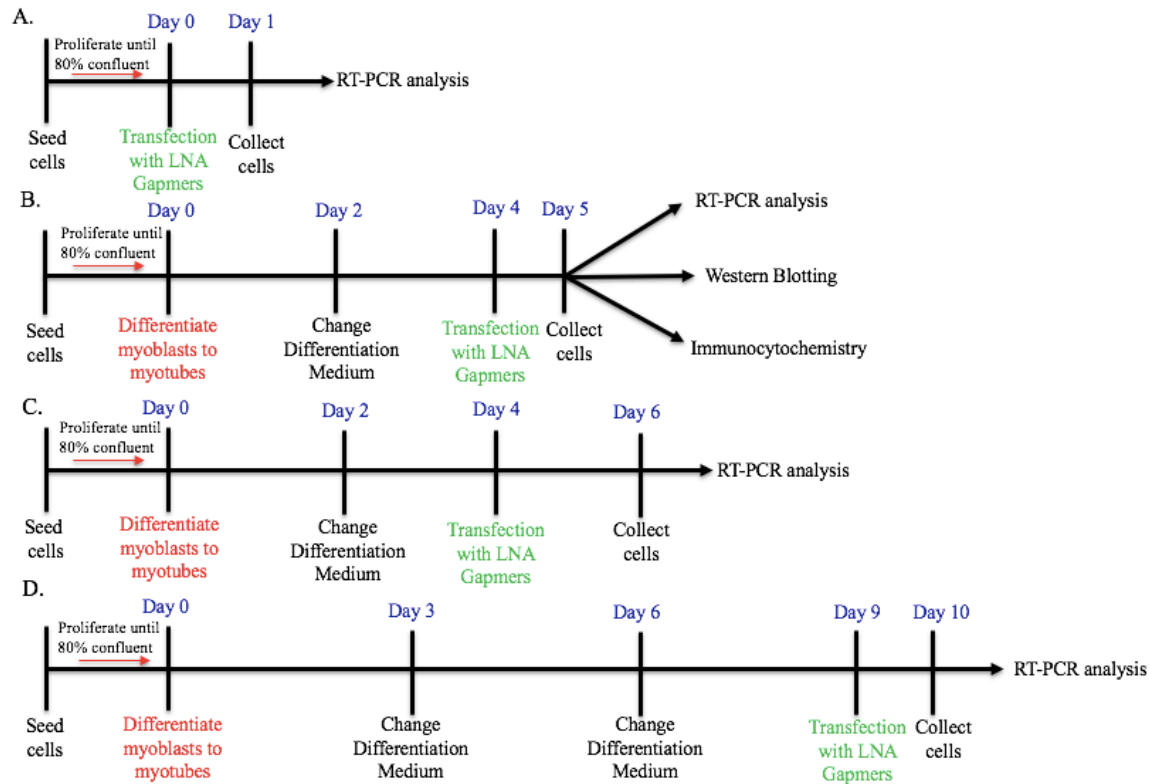 A.
Day 0 Day 1
Proliferate until
80% confluent
RT-PCR analysis
Seed
cells
Transfection
with LNA
Gapmers
Collect
cells
B.
Day 0 Day 2 Day 4 Day 5
Proliferate until
80% confluent
RT-PCR analysis
Western Blotting
Immunocytochemistry
Seed
cells
Differentiate
myoblasts to
myotubes
Change
Differentiation
Medium
Transfection
with LNA
Gapmers
Collect
cells
C.
Day 0 Day 2 Day 4 Day 6
Proliferate until
80% confluent
RT-PCR analysis
Seed
cells
Differentiate
myoblasts to
myotubes
Change
Differentiation
Medium
Transfection
with LNA
Gapmers
Collect
cells
D.
Day 0 Day 3 Day 6 Day 9 Day 10
Proliferate until
80% confluent
RT-PCR analysis
Seed
cells
Differentiate
myoblasts to
myotubes
Change
Differentiation
Medium
Change
Differentiation
Medium
Transfection
with LNA
Gapmers
Collect
cells